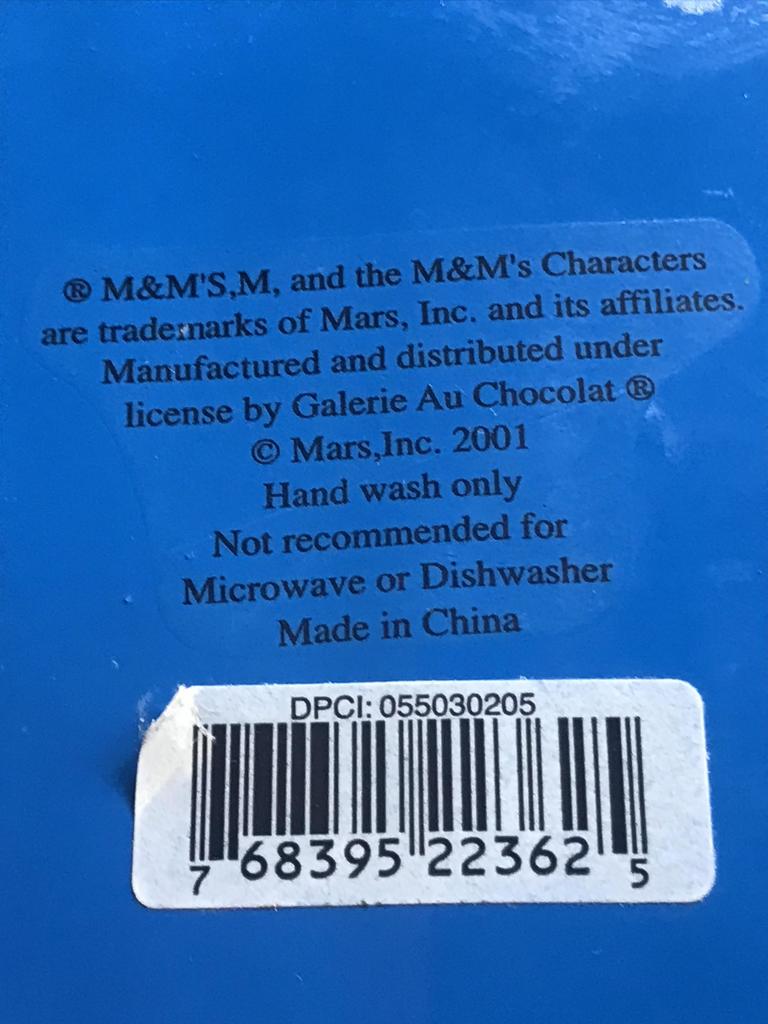 ® M&M'S,M, and the M&M's Characters
are trademarks of Mars, Inc. and its affiliates.
Manufactured and distributed under
license by Galerie Au Chocolat ®
© Mars,Inc. 2001
Hand wash only
Not recommended for
Microwave or Dishwasher
Made in China
DPCI: 055030205
7 68395 22362 5